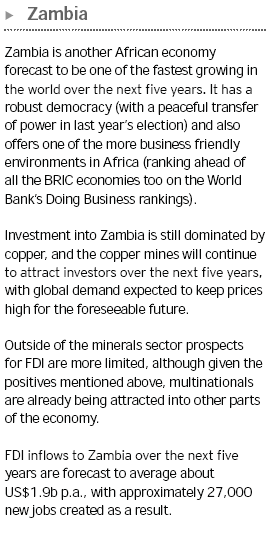 Zambia
Zambia is another African economy
forecast to be one of the fastest growing in
the world over the next five years. It has a
robust democracy (with a peaceful transfer
of power in last year's election) and also
offers one of the more business friendly
environments in Africa (ranking ahead of
all the BRIC economies too on the World
Bank's Doing Business rankings).
Investment into Zambia is still dominated by
copper, and the copper mines will continue
to attract investors over the next five years,
with global demand expected to keep prices
high for the foreseeable future.
Outside of the minerals sector prospects
for FDI are more limited, although given the
positives mentioned above, multinationals
are already being attracted into other parts
of the economy.
FDI inflows to Zambia over the next five
years are forecast to average about
US$1.9b p.a., with approximately 27,000
new jobs created as a result.